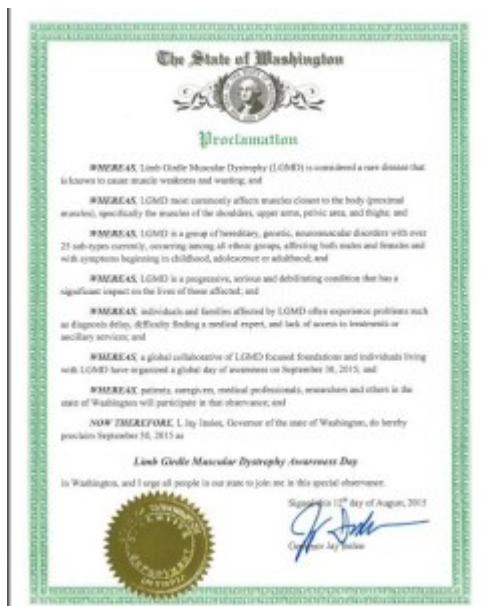 The State of Washington
Proclamation
WHEREAS, Limb Girdle Muscular Dystrophy (LGMD) is considered a rare disease that
is known to cause muscle weakness and wasting; and
WHEREAS, LGMD most commonly affects muscles closest to the body (proximal
muscles), specifically the muscles of the shoulders, upper arms, pelvic area, and thighs; and
WHEREAS, LGMD is a group of hereditary, genetic, neuromuscular disorders with over
25 sub-types currently, occurring among all ethnic groups, affecting both males and females and
with symptoms beginning in childhood, adolescence or adulthood; and
WHEREAS, LGMD is a progressive, serious and debilitating condition that has a
significant impact on the lives of those affected; and
WHEREAS, individuals and families affected by LGMD often experience problems such
as diagnosis delay, difficulty finding a medical expert, and lack of access to treatments or
ancillary services; and
WHEREAS, a global collaborative of LGMD focused foundations and individuals living
with LGMD have organized a global day of awareness on September 30, 2015; and
WHEREAS, patients, caregivers, medical professionals, researchers and others in the
state of Washington will participate in that observance; and
NOW THEREFORE, I, Jay Inslee, Governor of the state of Washington, do hereby
proclaim September 30, 2015 as
Limb Girdle Muscular Dystrophy Awareness Day
in Washington, and I urge all people in our state to join me in this special observance.
Signed this 12th day of August, 2015
Governor Jay Inslee